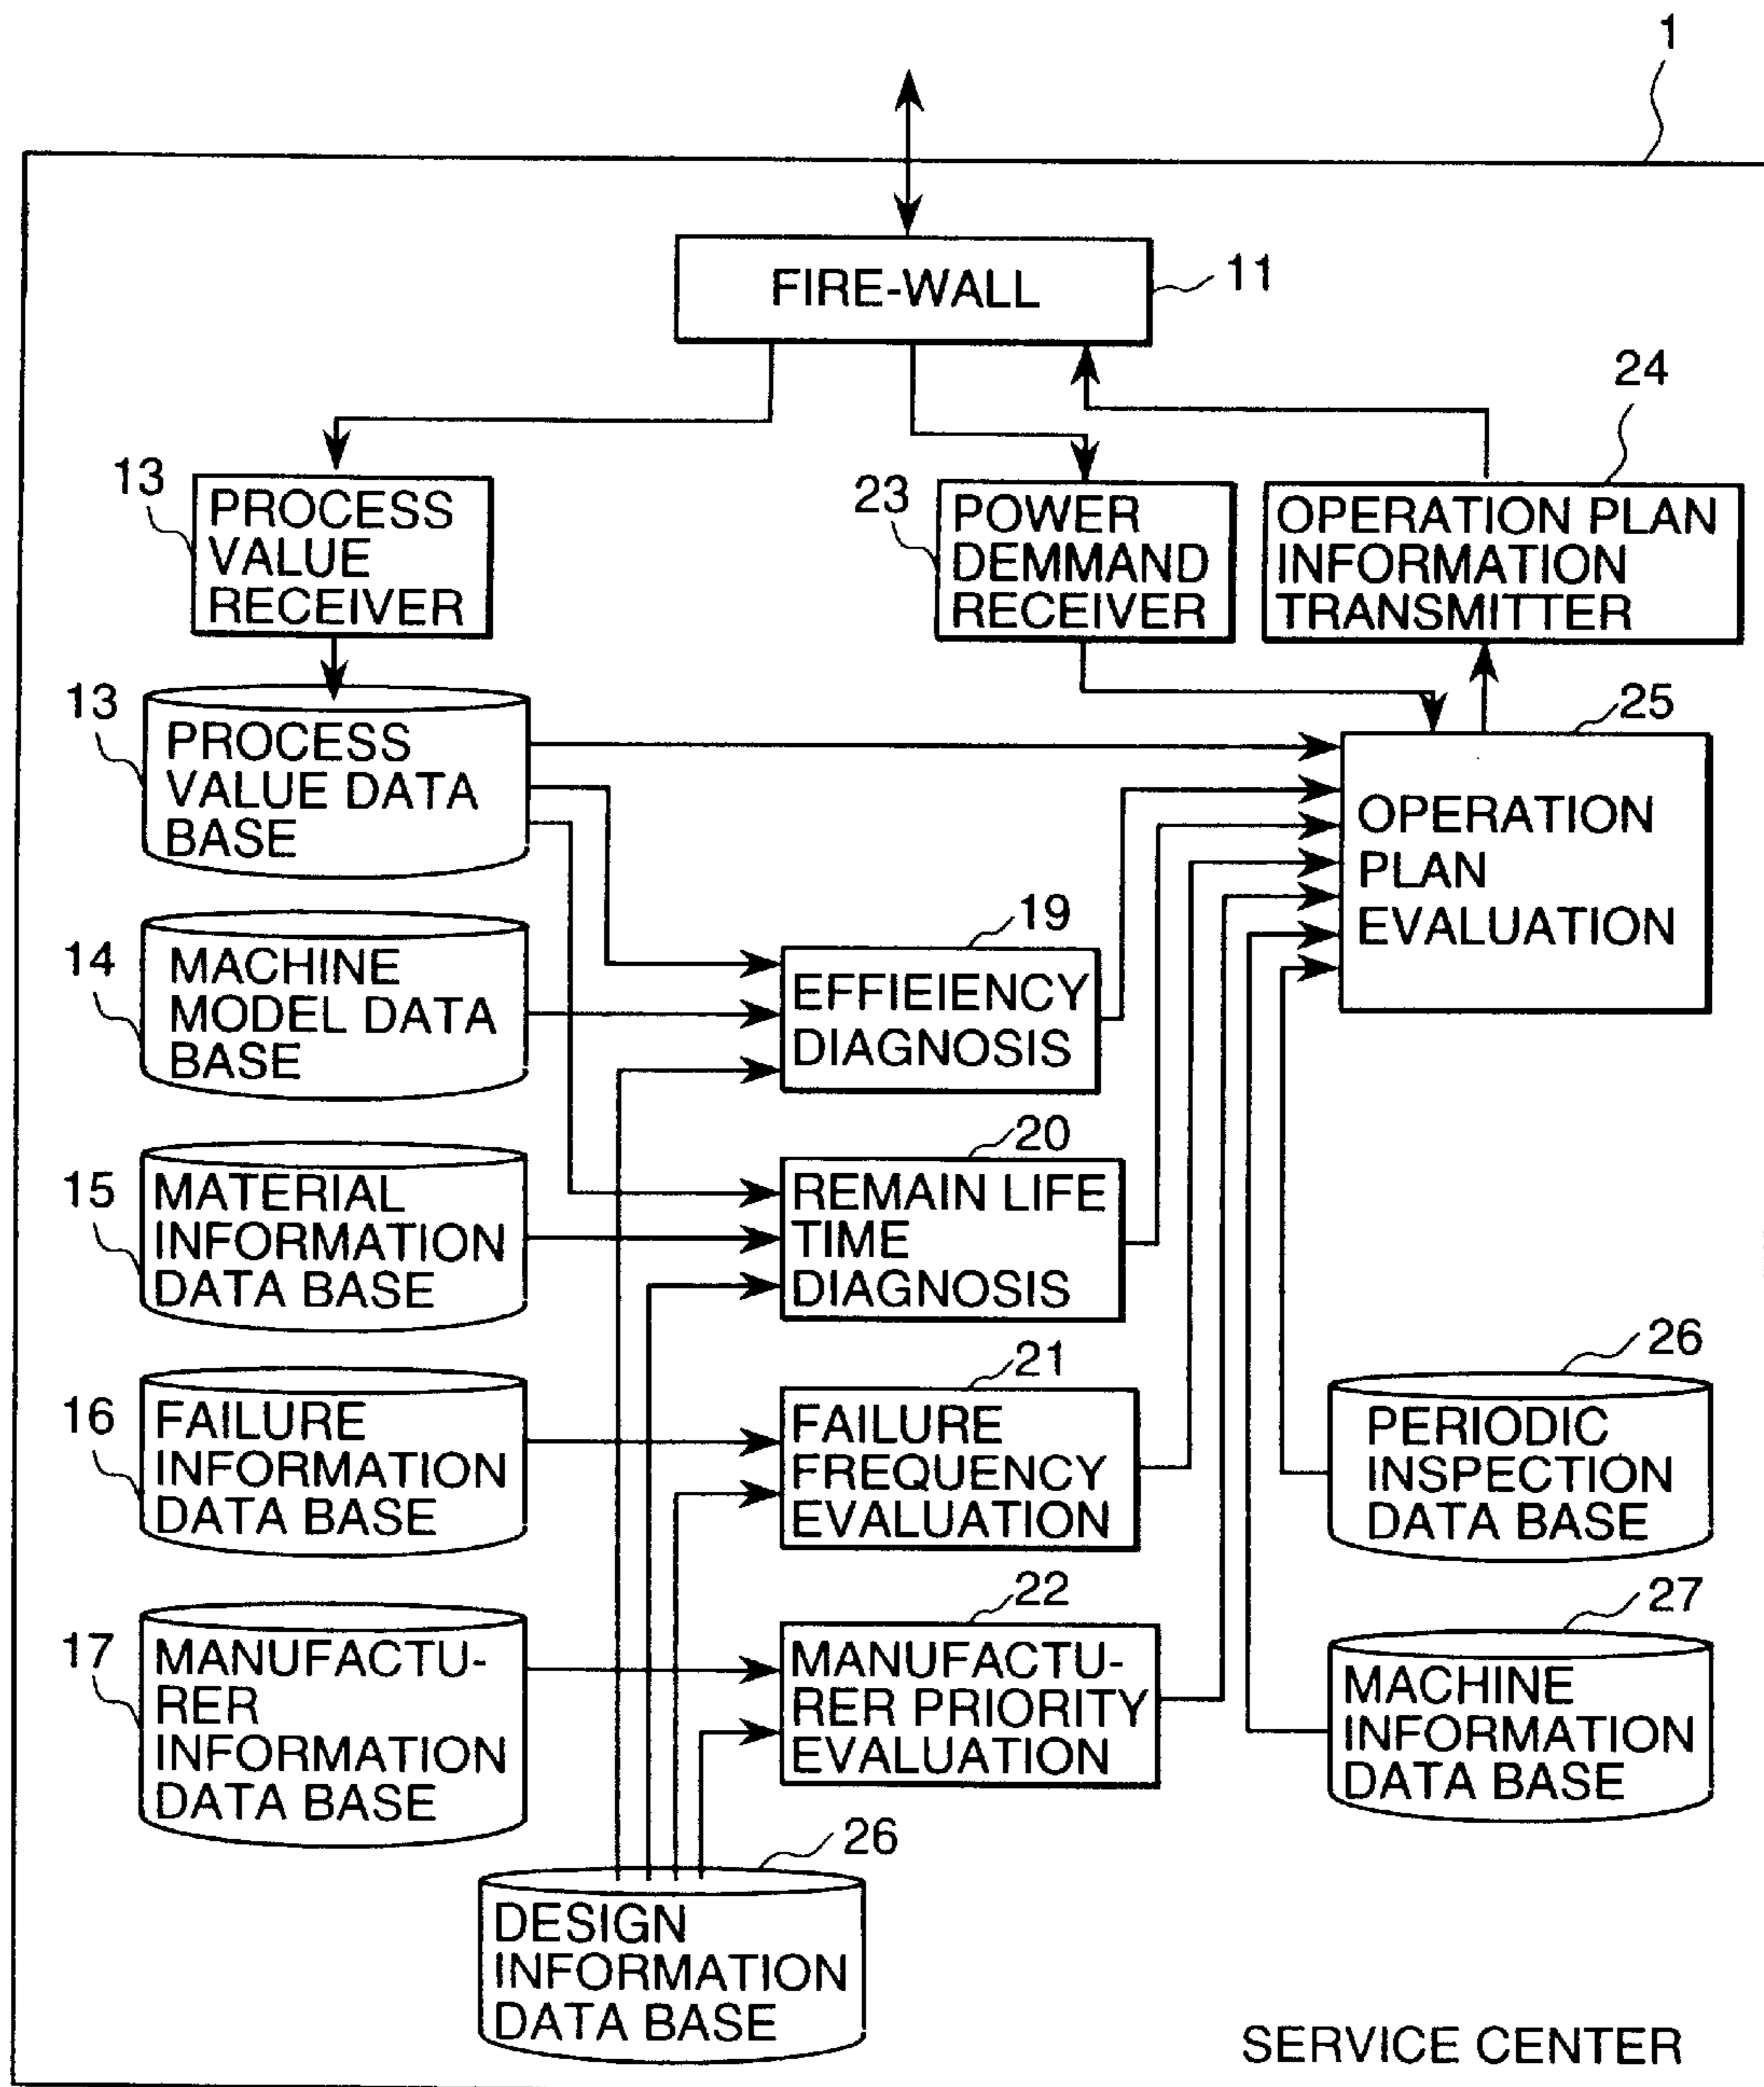 1
FIRE-WALL
11
24
13
PROCESS
VALUE
RECEIVER
23
POWER
DEMMAND
RECEIVER
OPERATION PLAN
INFORMATION
TRANSMITTER
13
PROCESS
VALUE DATA
BASE
25
OPERATION
PLAN
EVALUATION
14
MACHINE
MODEL DATA
BASE
19
EFFIEIENCY
DIAGNOSIS
15
MATERIAL
INFORMATION
DATA BASE
20
REMAIN LIFE
TIME
DIAGNOSIS
16
FAILURE
INFORMATION
DATA BASE
21
FAILURE
FREQUENCY
EVALUATION
26
PERIODIC
INSPECTION
DATA BASE
17
MANUFACTU-
RER
INFORMATION
DATA BASE
22
MANUFACTU-
RER PRIORITY
EVALUATION
27
MACHINE
INFORMATION
DATA BASE
26
DESIGN
INFORMATION
DATA BASE
SERVICE CENTER